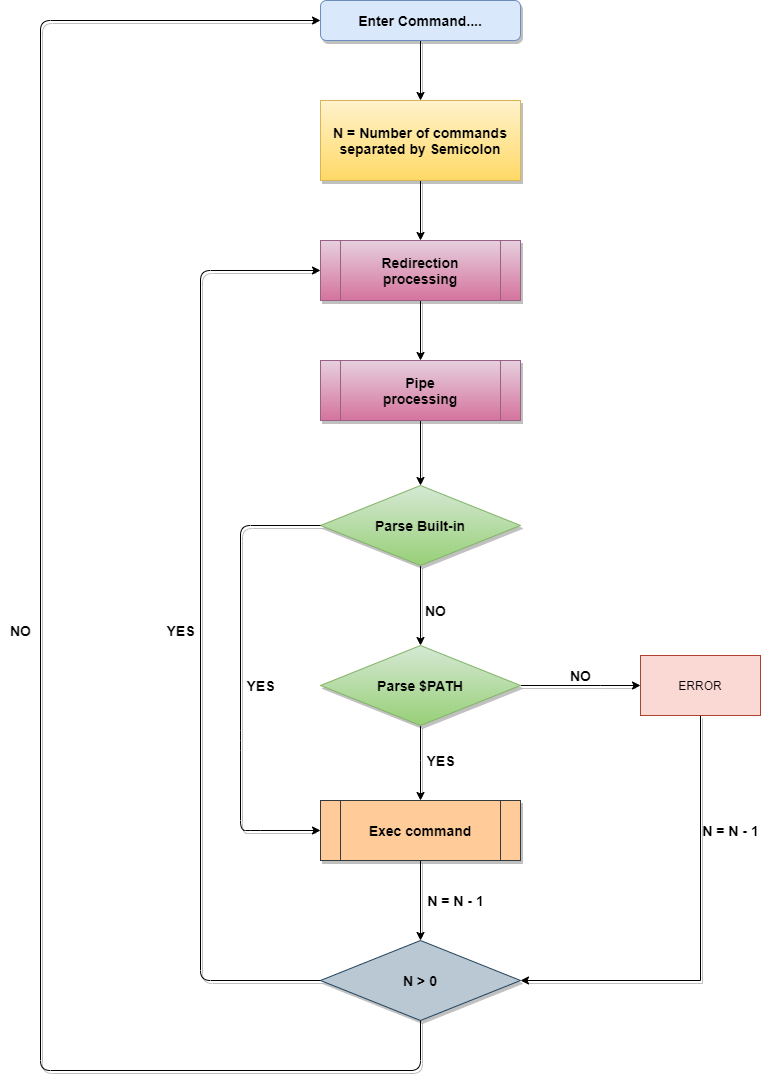 Enter Command....
N = Number of commands
separated by Semicolon
Redirection
processing
Pipe
processing
Parse Built-in
NO
NO
YES
YES
Parse $PATH
NO
ERROR
YES
Exec command
N = N - 1
N = N - 1
N > 0